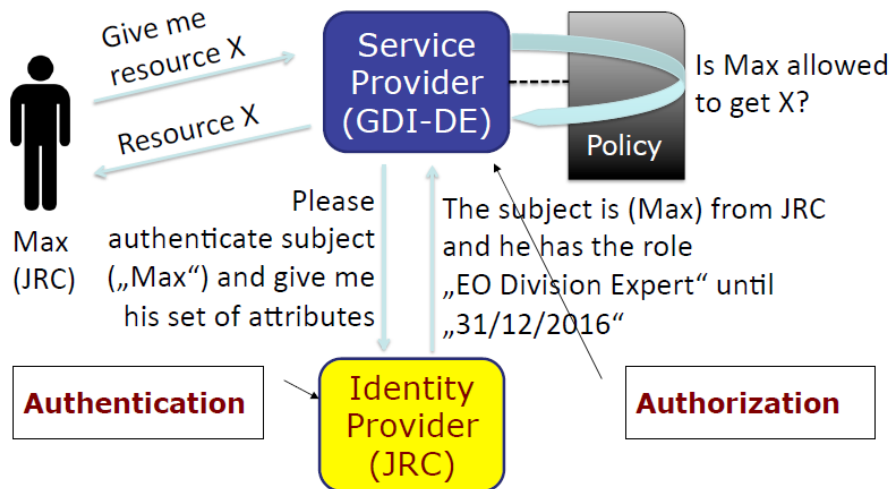 Give me
resource X
Resource X
Max
(JRC)
Service
Provider
(GDI-DE)
Policy
Is Max allowed
to get X?
Please
authenticate subject
(„Max“) and give me
his set of attributes
The subject is (Max) from JRC
and he has the role
„EO Division Expert“ until
„31/12/2016“
Authentication
Identity
Provider
(JRC)
Authorization